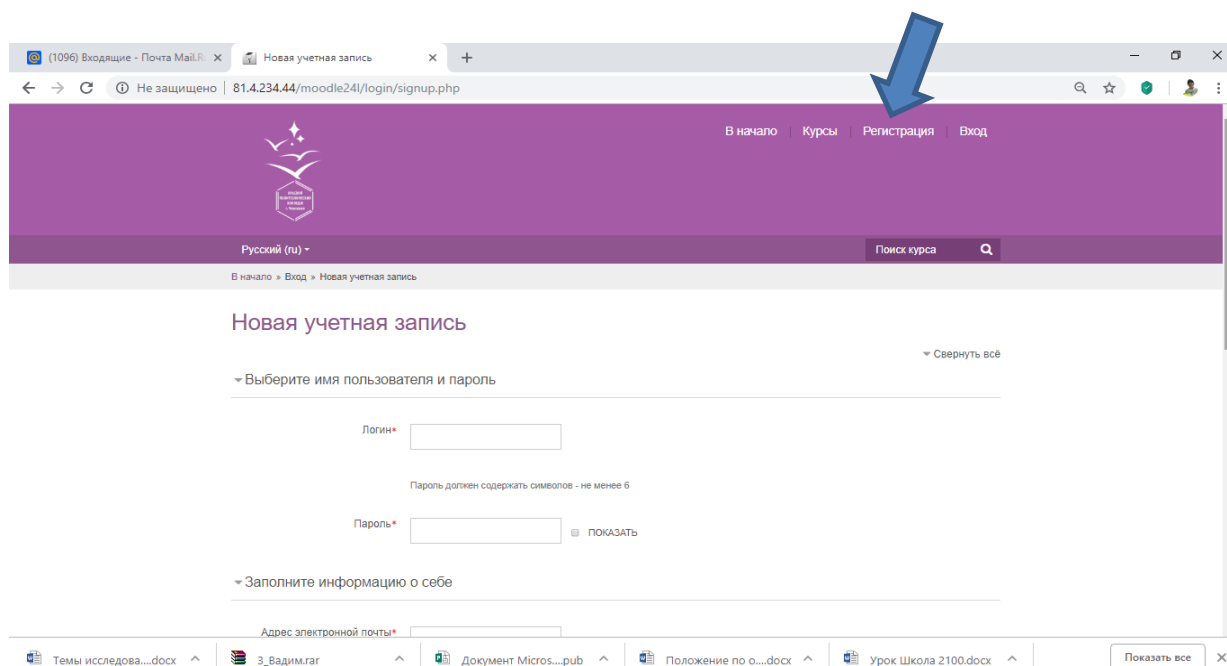 (1096) Входящие - Почта Mail.R
Новая учетная запись
Не защищено | 81.4.234.44/moodle24l/login/signup.php
В начало Курсы Регистрация Вход
Русский (ru)
Поиск курса
В начало » Вход » Новая учетная запись
Новая учетная запись
Свернуть всё
Выберите имя пользователя и пароль
Логин*
Пароль должен содержать символов - не менее 6
Пароль*
ПОКАЗАТЬ
Заполните информацию о себе
Адрес электронной почты*
Темы исследова....docx
3_Вадим.rar
Документ Micros....pub
Положение по о....docx
Урок Школа 2100.docx
Показать все